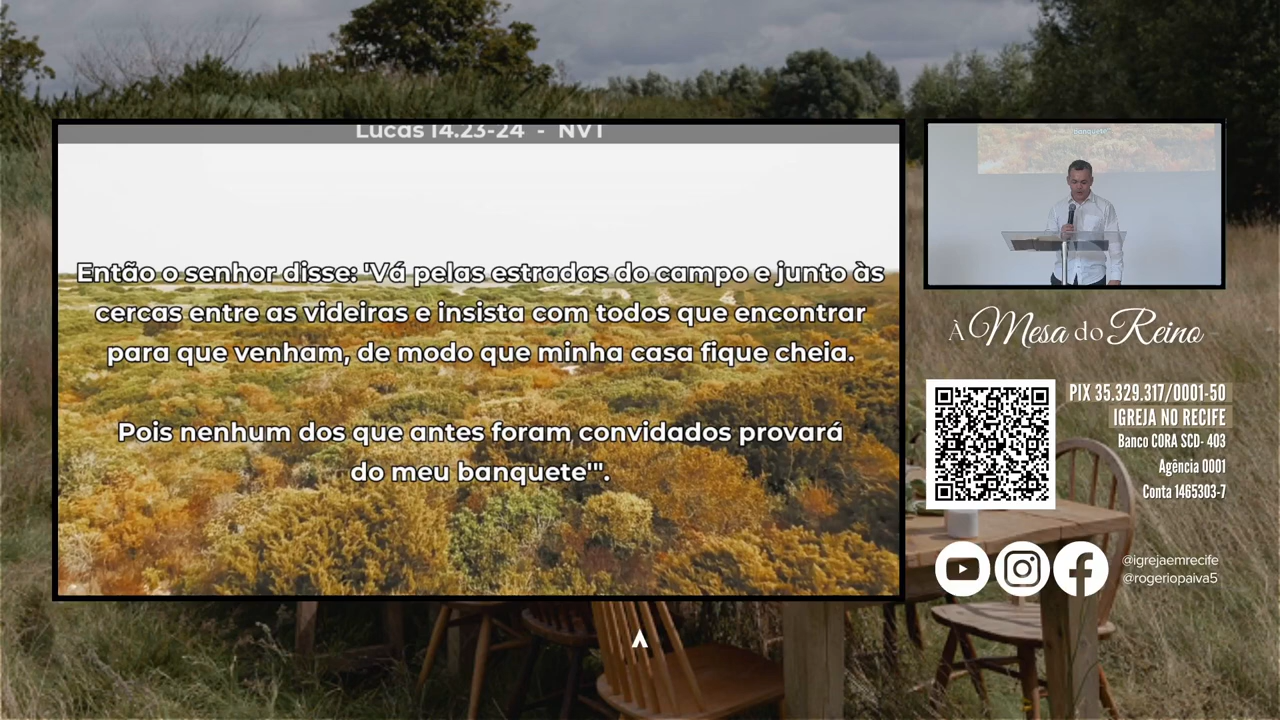 Lucas 14.23-24 - NVT
Então o senhor disse: 'Vá pelas estradas do campo e junto às
cercas entre as videiras e insista com todos que encontrar
para que venham, de modo que minha casa fique cheia.
Pois nenhum dos que antes foram convidados provará
do meu banquete'".
banquete
À Mesa do Reino
PIX 35.329.317/0001-50
IGREJA NO RECIFE
Banco CORA SCD- 403
Agência 0001
Conta 1465303-7
@igrejaemrecife
@rogeriopaiva5